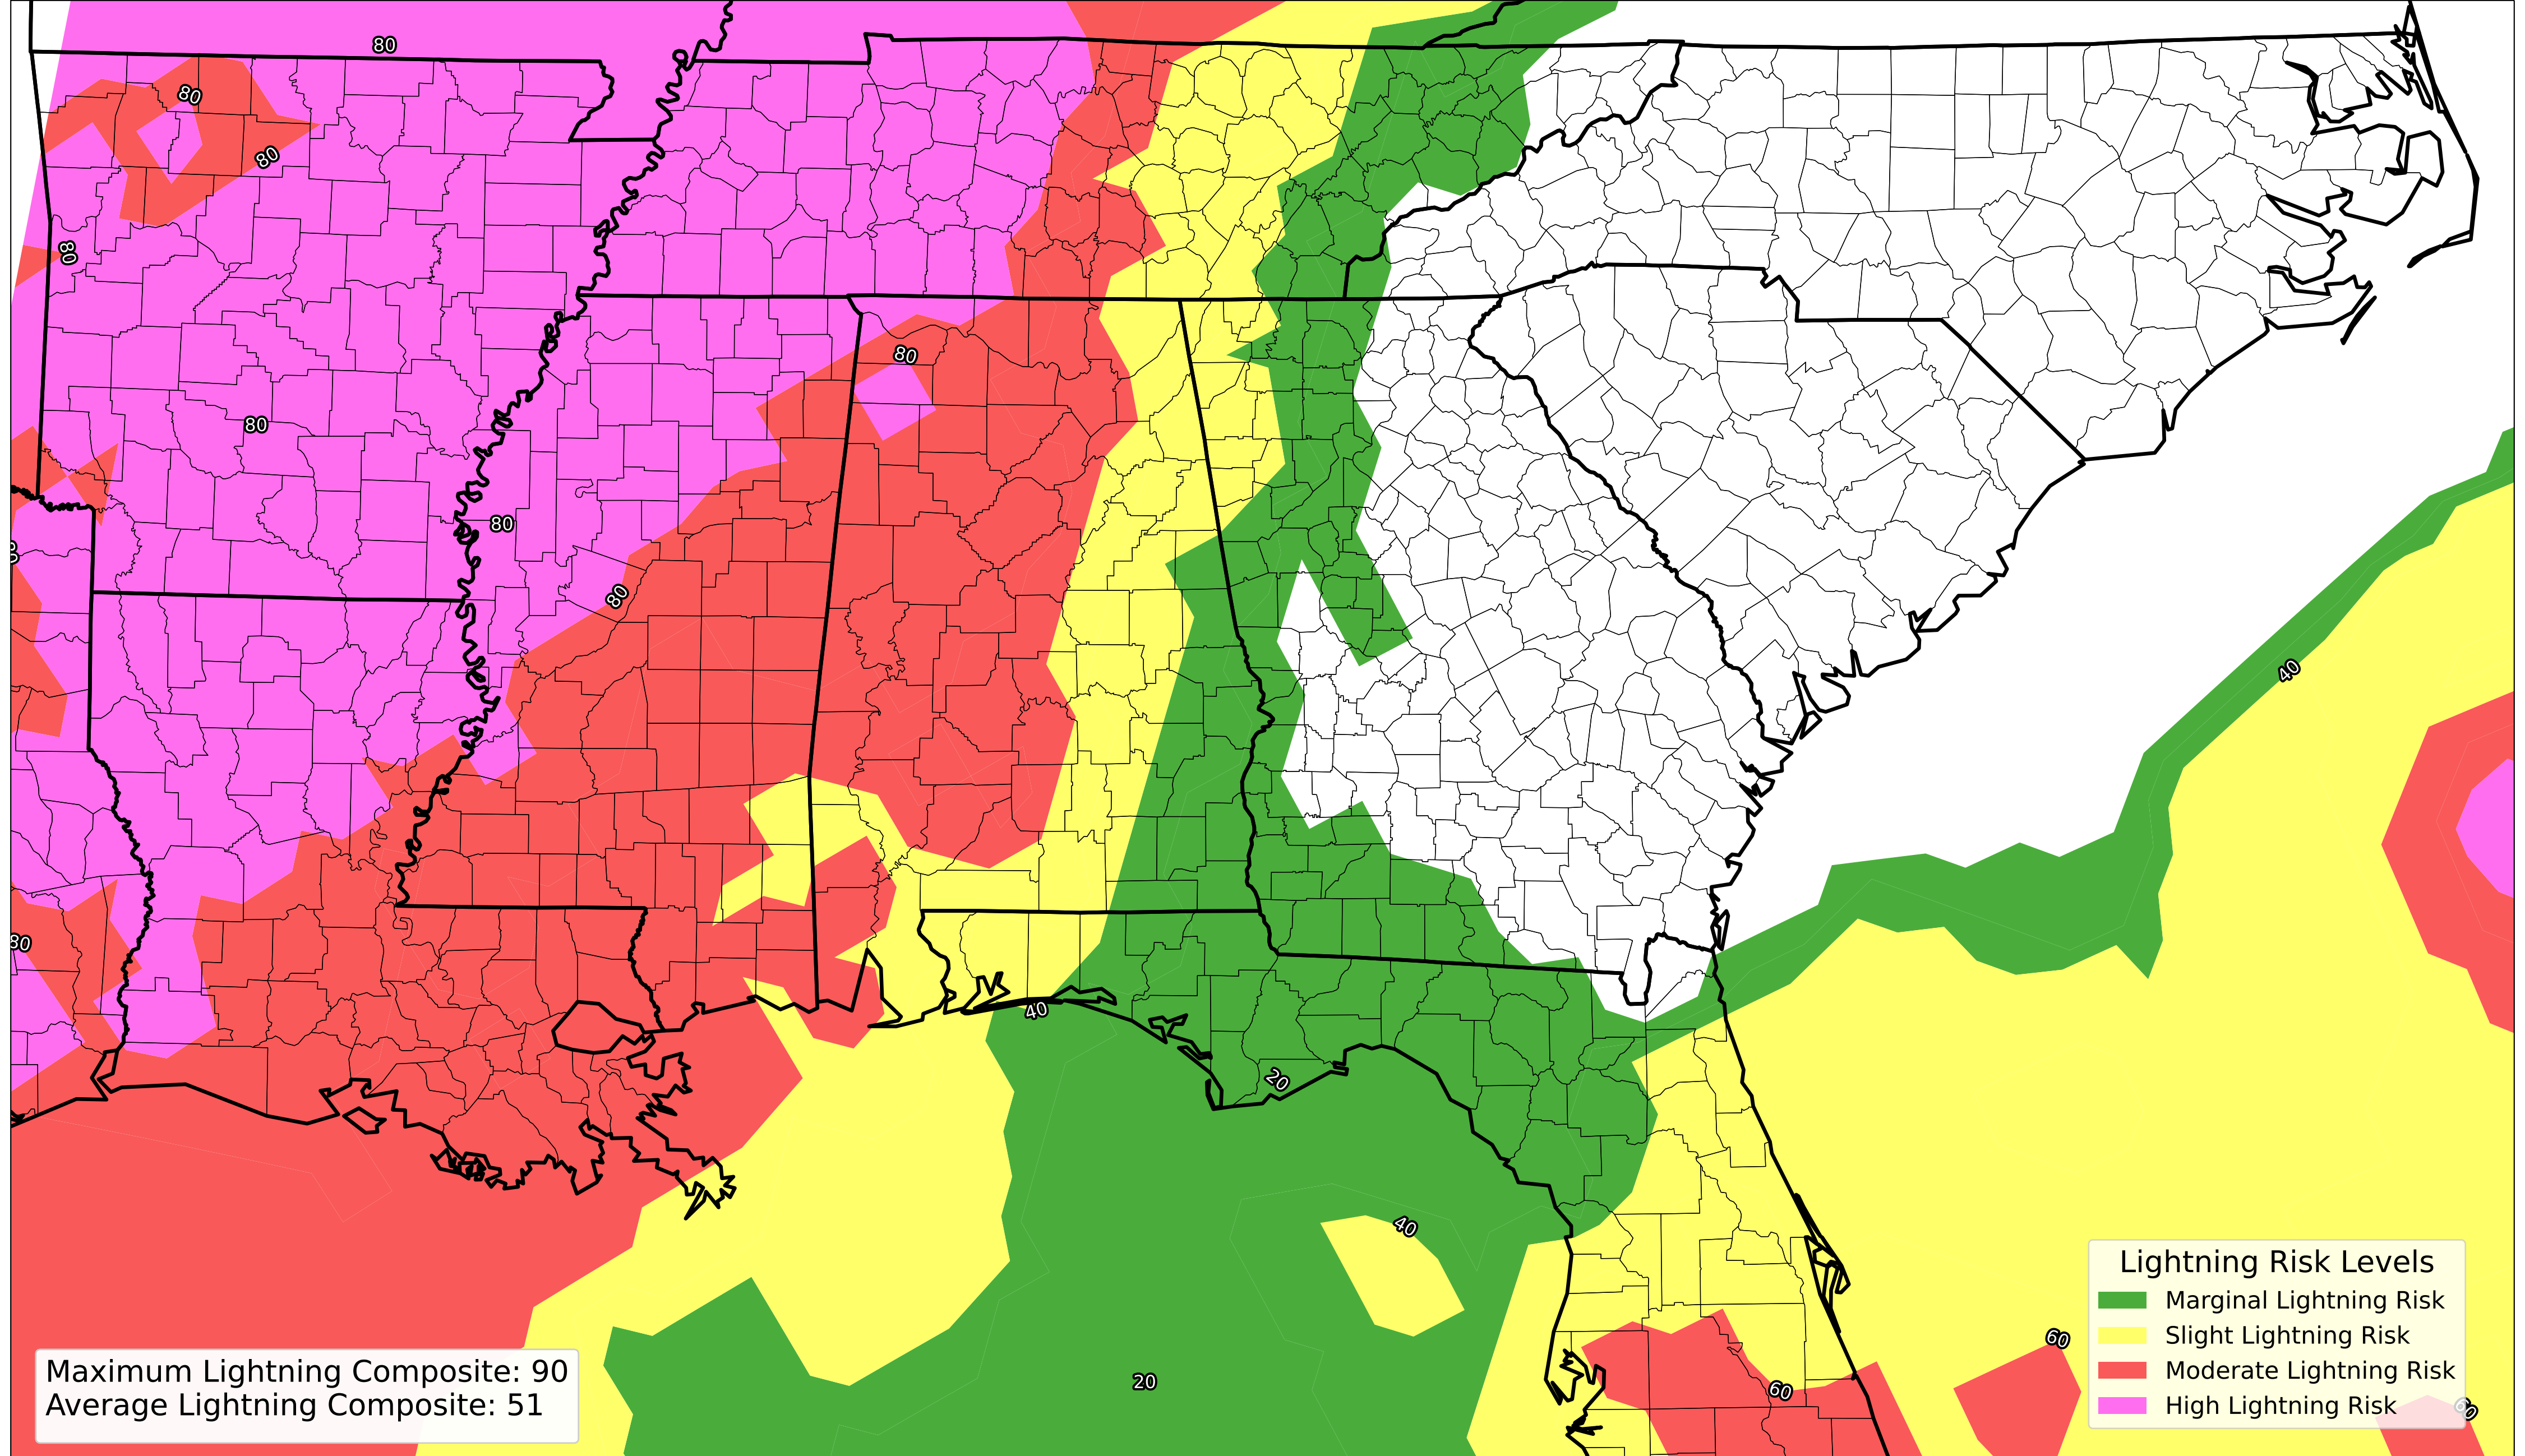 80
80
80
80
80
80
80
80
80
40
40
20
40
20
60
60
60
Lightning Risk Levels
Marginal Lightning Risk
Slight Lightning Risk
Moderate Lightning Risk
High Lightning Risk
Maximum Lightning Composite: 90
Average Lightning Composite: 51